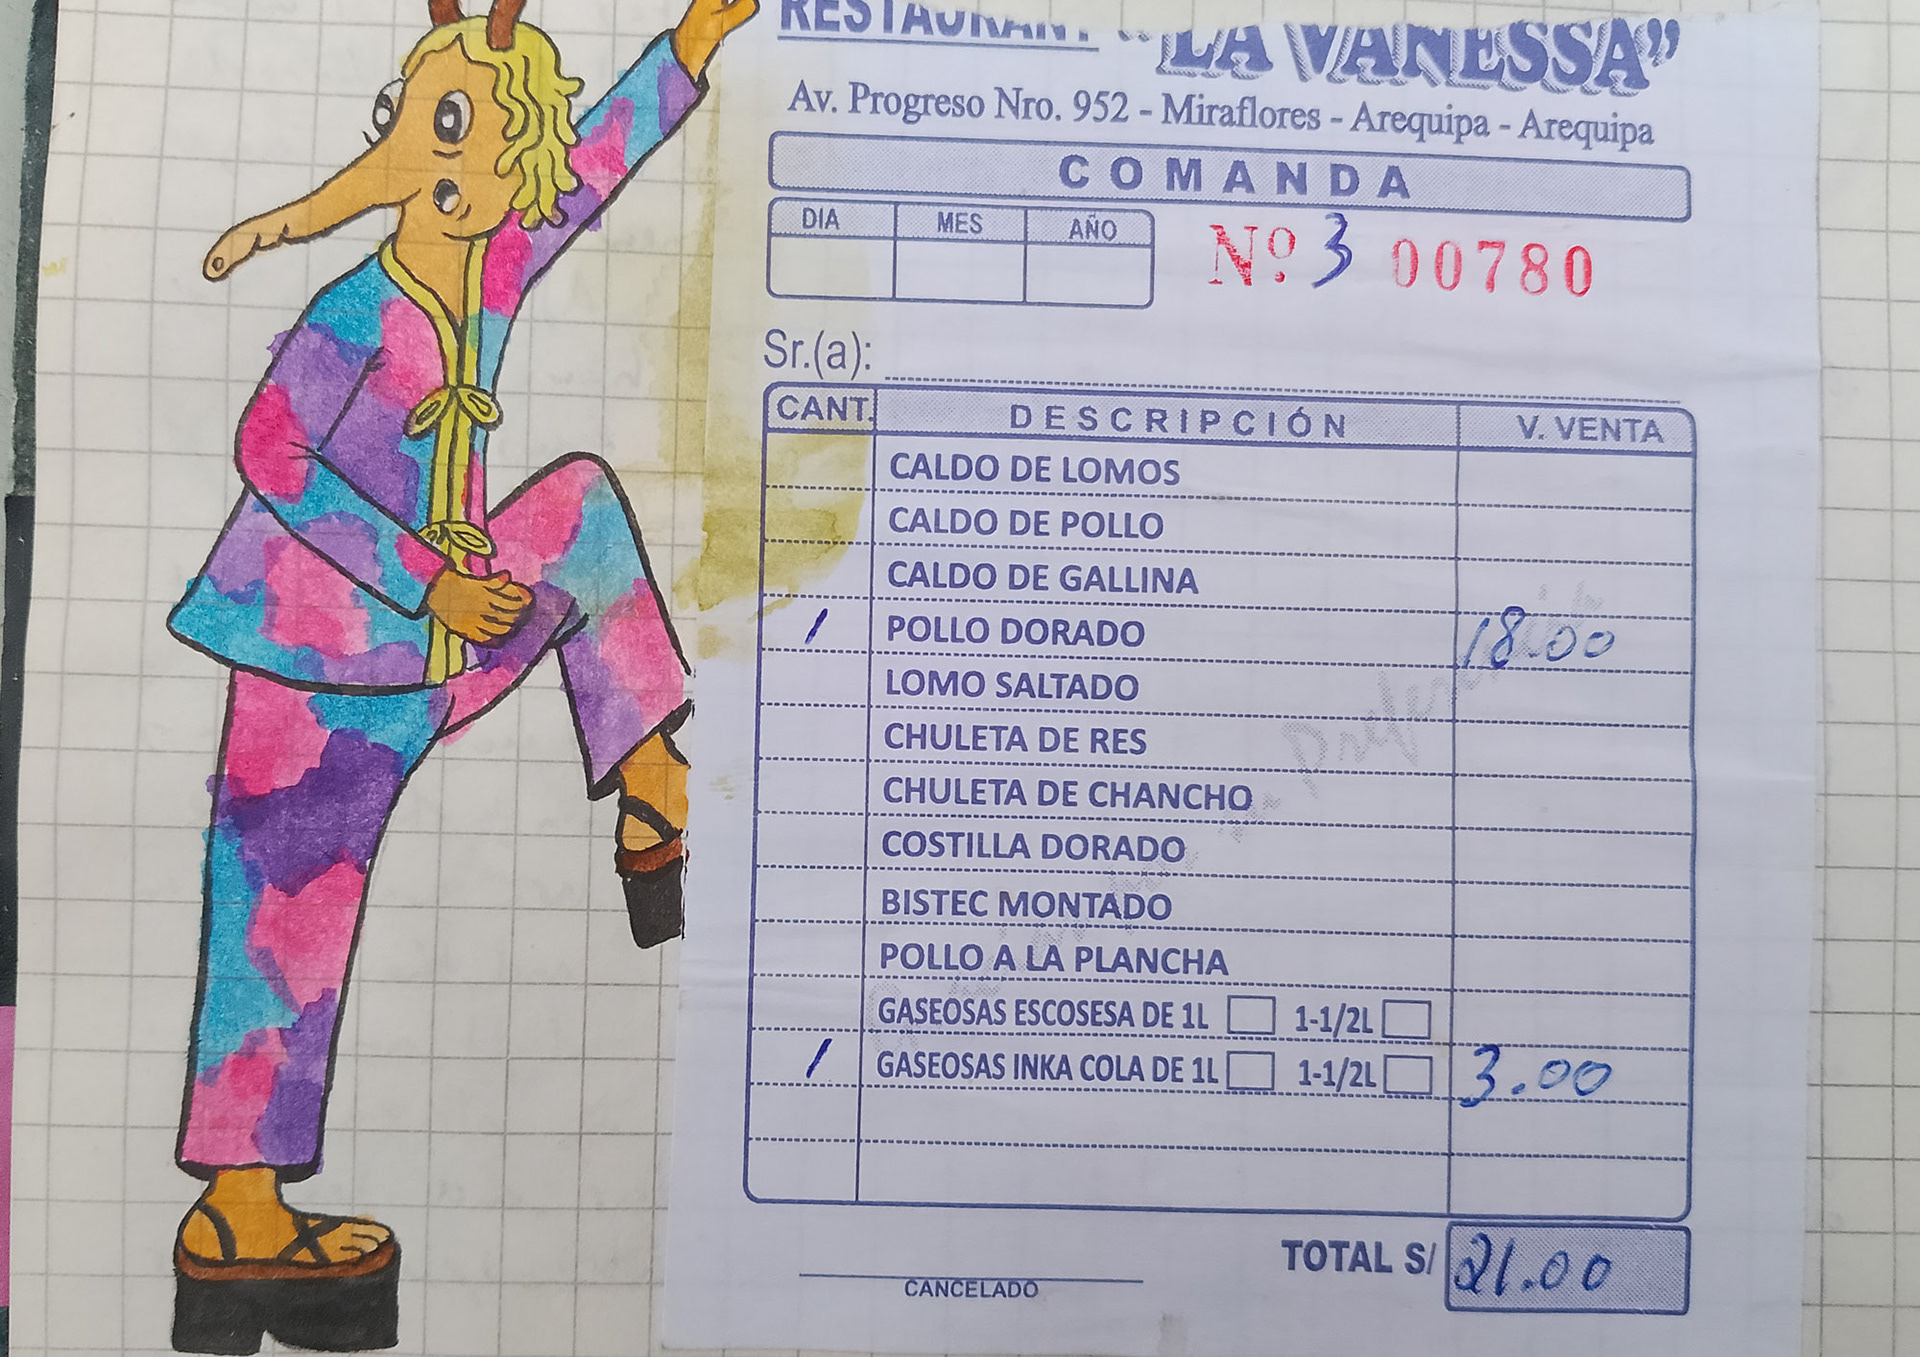 RESTAURANT "LA VANESSA"
Av. Progreso Nro. 952 - Miraflores - Arequipa - Arequipa
COMANDA
DIA MES AÑO
Nº. 3 00780
Sr.(a):
CANT. DESCRIPCIÓN V. VENTA
CALDO DE LOMOS
CALDO DE POLLO
CALDO DE GALLINA
1 POLLO DORADO 18.00
LOMO SALTADO
CHULETA DE RES
CHULETA DE CHANCHO
COSTILLA DORADO
BISTEC MONTADO
POLLO A LA PLANCHA
GASEOSAS ESCOSESA DE 1L 1-1/2L
1 GASEOSAS INKA COLA DE 1L 1-1/2L 3.00
TOTAL S/ 21.00
CANCELADO